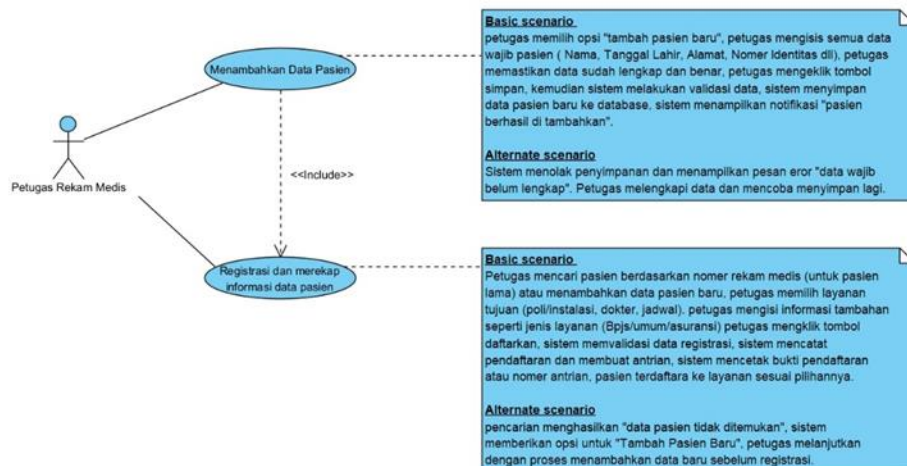 Basic scenario
petugas memilih opsi "tambah pasien baru", petugas mengisis semua data
wajib pasien ( Nama, Tanggal Lahir, Alamat, Nomer Identitas dll), petugas
memastikan data sudah lengkap dan benar, petugas mengeklik tombol
simpan, kemudian sistem melakukan validasi data, sistem menyimpan
data pasien baru ke database, sistem menampilkan notifikasi "pasien
berhasil di tambahkan".
Alternate scenario
Sistem menolak penyimpanan dan menampilkan pesan eror "data wajib
belum lengkap". Petugas melengkapi data dan mencoba menyimpan lagi.
Menambahkan Data Pasien
Petugas Rekam Medis
<<Include>>
Registrasi dan merekap
informasi data pasien
Basic scenario
Petugas mencari pasien berdasarkan nomer rekam medis (untuk pasien
lama) atau menambahkan data pasien baru, petugas memilih layanan
tujuan (poli/instalasi, dokter, jadwal). petugas mengisi informasi tambahan
seperti jenis layanan (Bpjs/umum/asuransi) petugas mengklik tombol
daftarkan, sistem memvalidasi data registrasi, sistem mencatat
pendaftaran dan membuat antrian, sistem mencetak bukti pendaftaran
atau nomer antrian, pasien terdaftara ke layanan sesuai pilihannya.
Alternate scenario
pencarian menghasilkan "data pasien tidak ditemukan", sistem
memberikan opsi untuk "Tambah Pasien Baru", petugas melanjutkan
dengan proses menambahkan data baru sebelum registrasi.